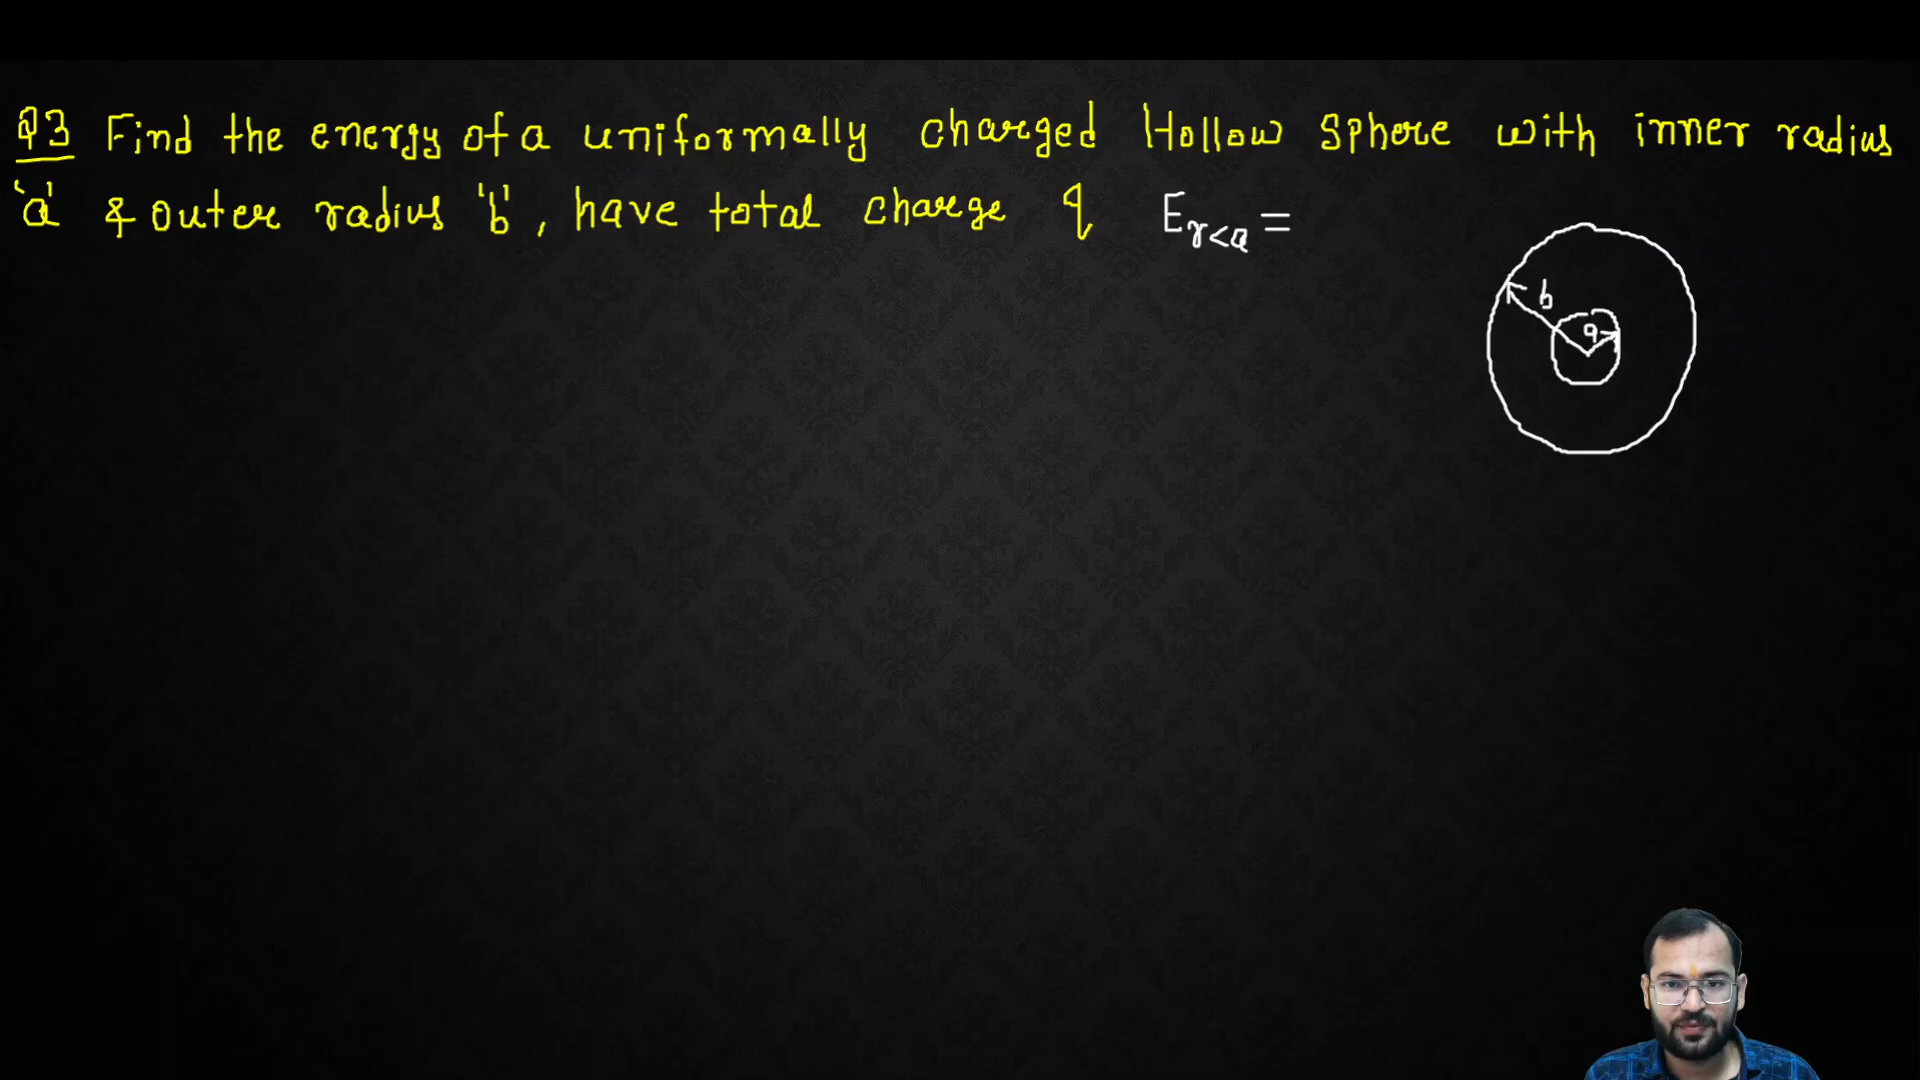 Q3 Find the energy of a uniformally charged Hollow Sphere with inner radius
'a' & outer radius 'b', have total charge q E_{r<a} =
b
a